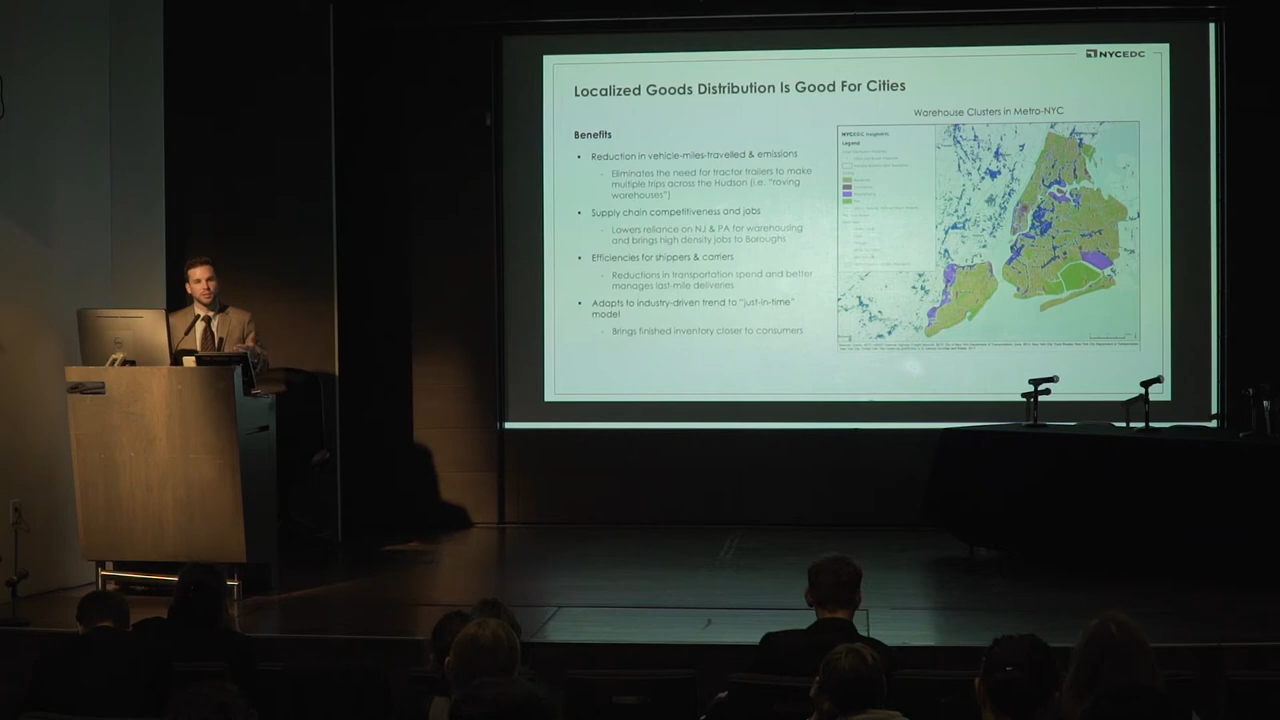 NYCEDC
Localized Goods Distribution Is Good For Cities
Warehouse Clusters in Metro-NYC
Benefits
▪ Reduction in vehicle-miles-travelled & emissions
- Eliminates the need for tractor trailers to make
multiple trips across the Hudson (i.e. "roving
warehouses")
▪ Supply chain competitiveness and jobs
- Lowers reliance on NJ & PA for warehousing
and brings high density jobs to Boroughs
▪ Efficiencies for shippers & carriers
- Reductions in transportation spend and better
manages last-mile deliveries
▪ Adapts to industry-driven trend to "just-in-time"
model
- Brings finished inventory closer to consumers
NYCEDC
Legend